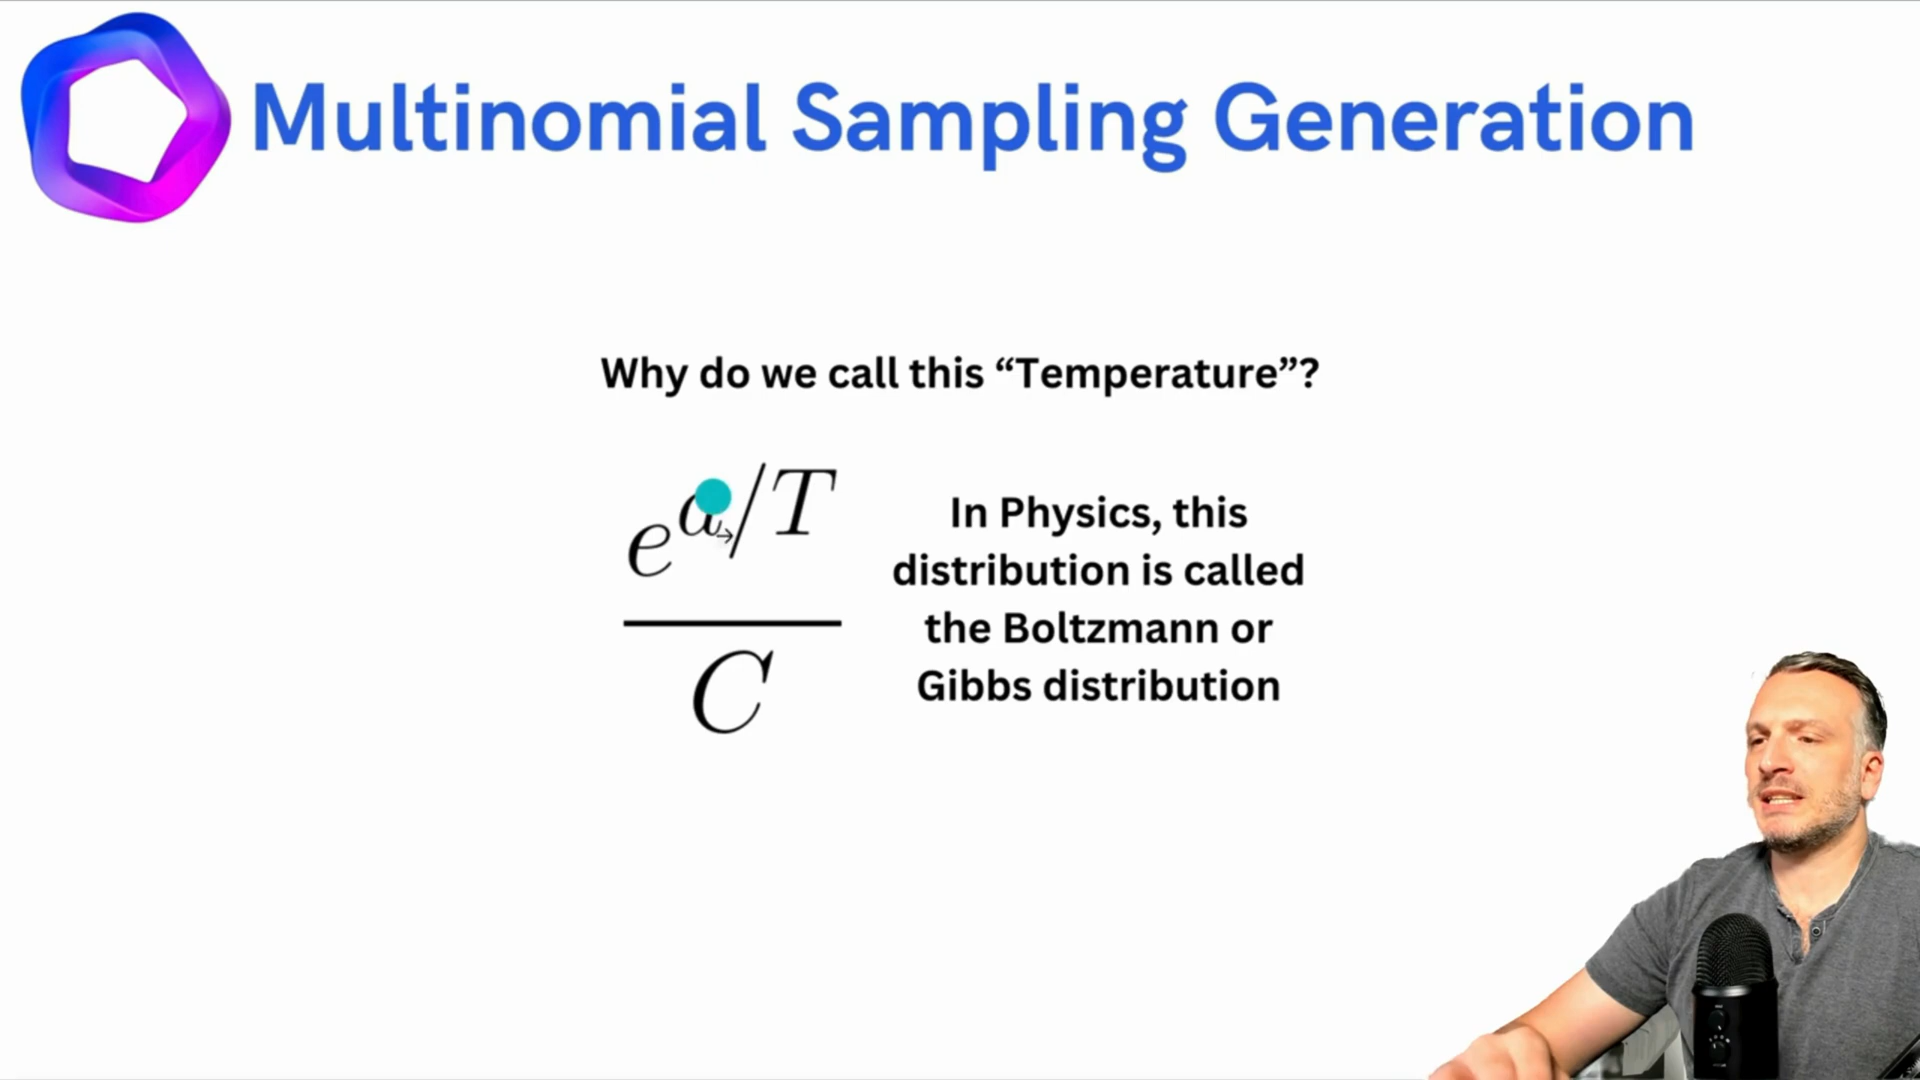 Multinomial Sampling Generation
Why do we call this “Temperature”?
e^{a/T}
C
In Physics, this
distribution is called
the Boltzmann or
Gibbs distribution